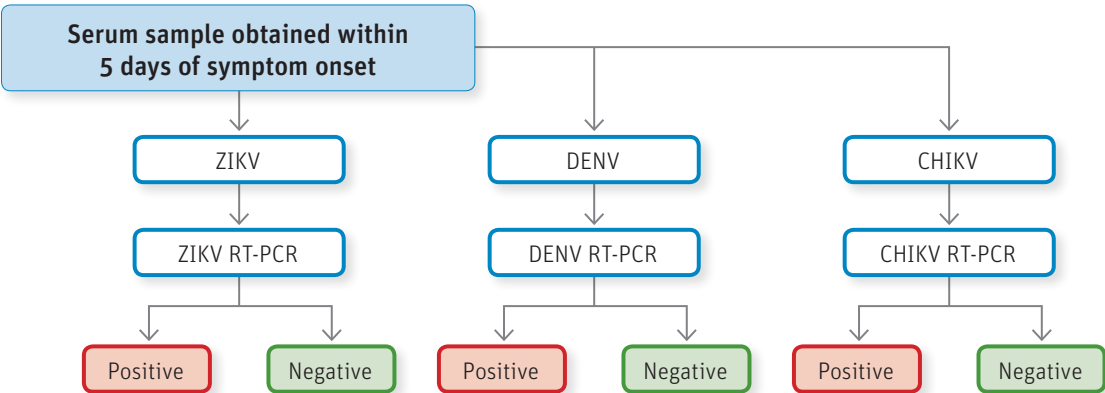 Serum sample obtained within
5 days of symptom onset
ZIKV
DENV
CHIKV
ZIKV RT-PCR
DENV RT-PCR
CHIKV RT-PCR
Positive
Negative
Positive
Negative
Positive
Negative